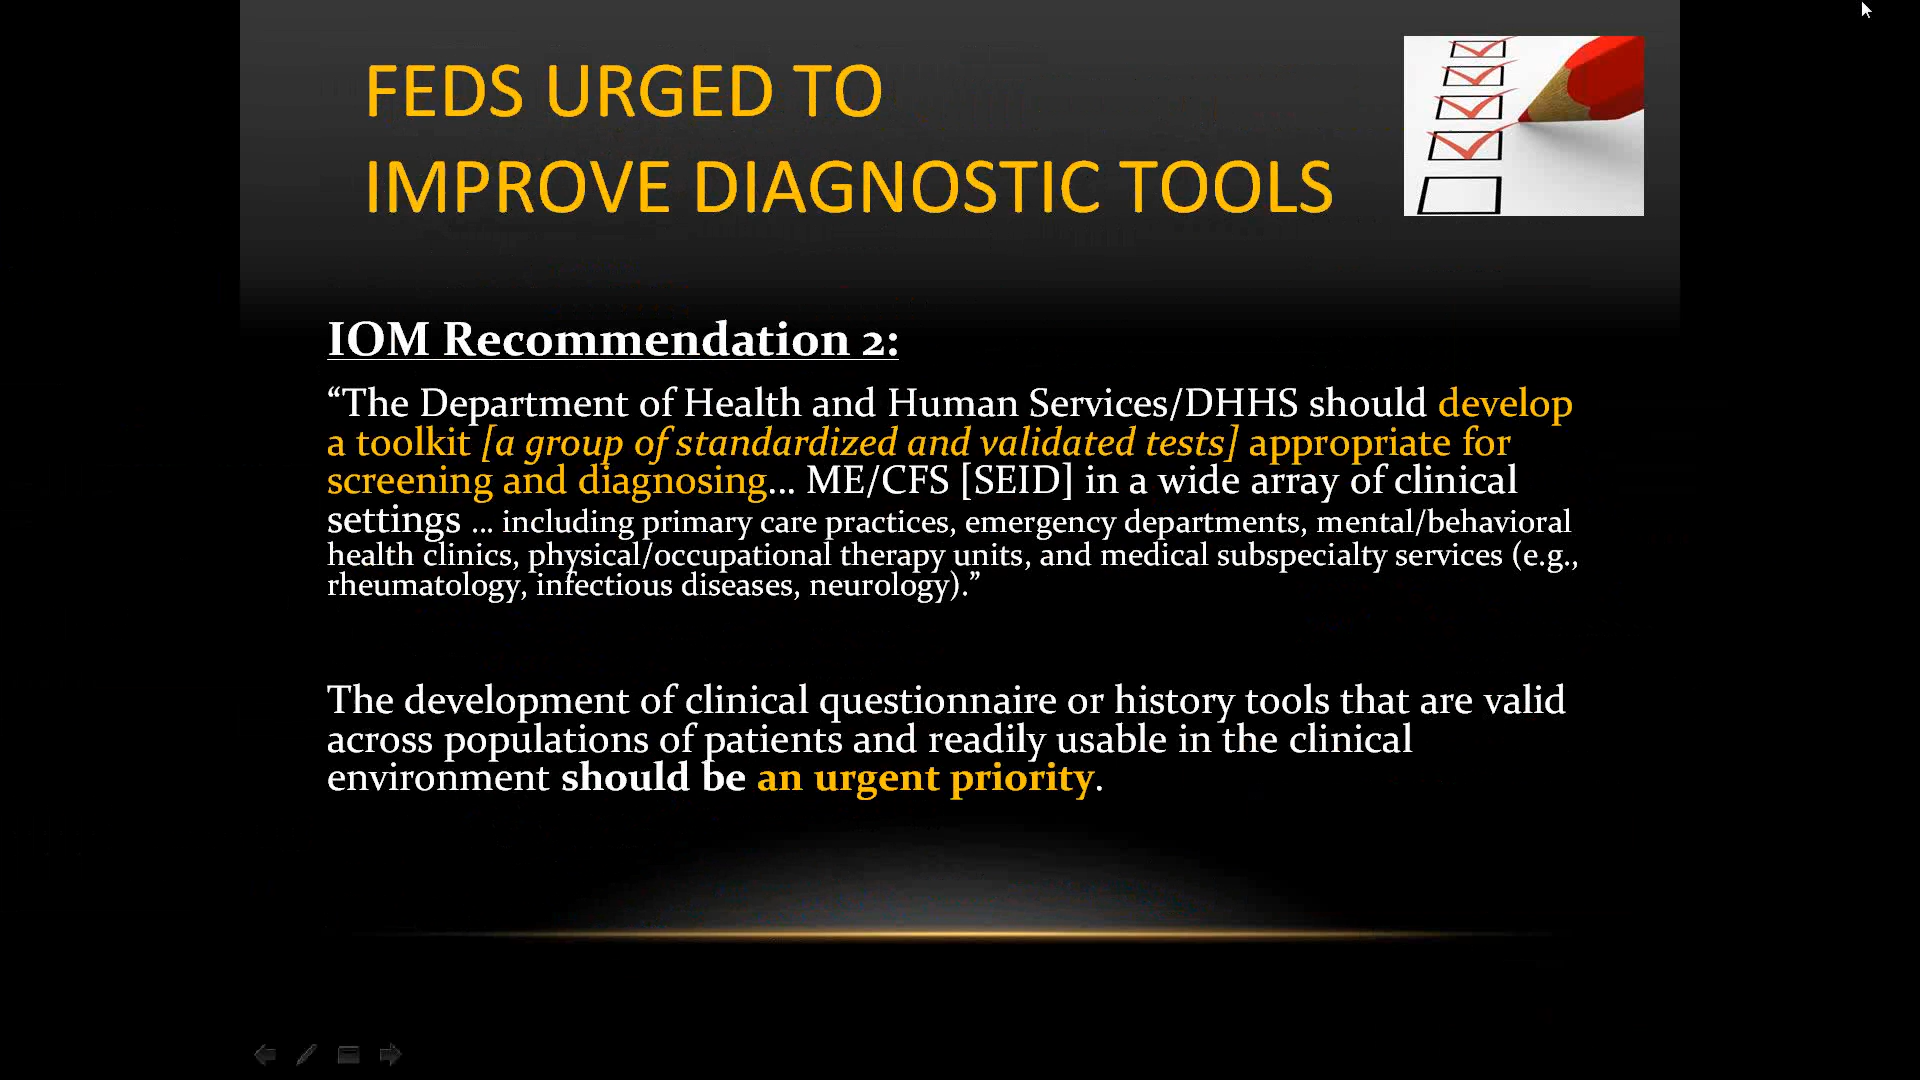 FEDS URGED TO
IMPROVE DIAGNOSTIC TOOLS
IOM Recommendation 2:
“The Department of Health and Human Services/DHHS should develop
a toolkit [a group of standardized and validated tests] appropriate for
screening and diagnosing... ME/CFS [SEID] in a wide array of clinical
settings ... including primary care practices, emergency departments, mental/behavioral
health clinics, physical/occupational therapy units, and medical subspecialty services (e.g.,
rheumatology, infectious diseases, neurology).”
The development of clinical questionnaire or history tools that are valid
across populations of patients and readily usable in the clinical
environment should be an urgent priority.